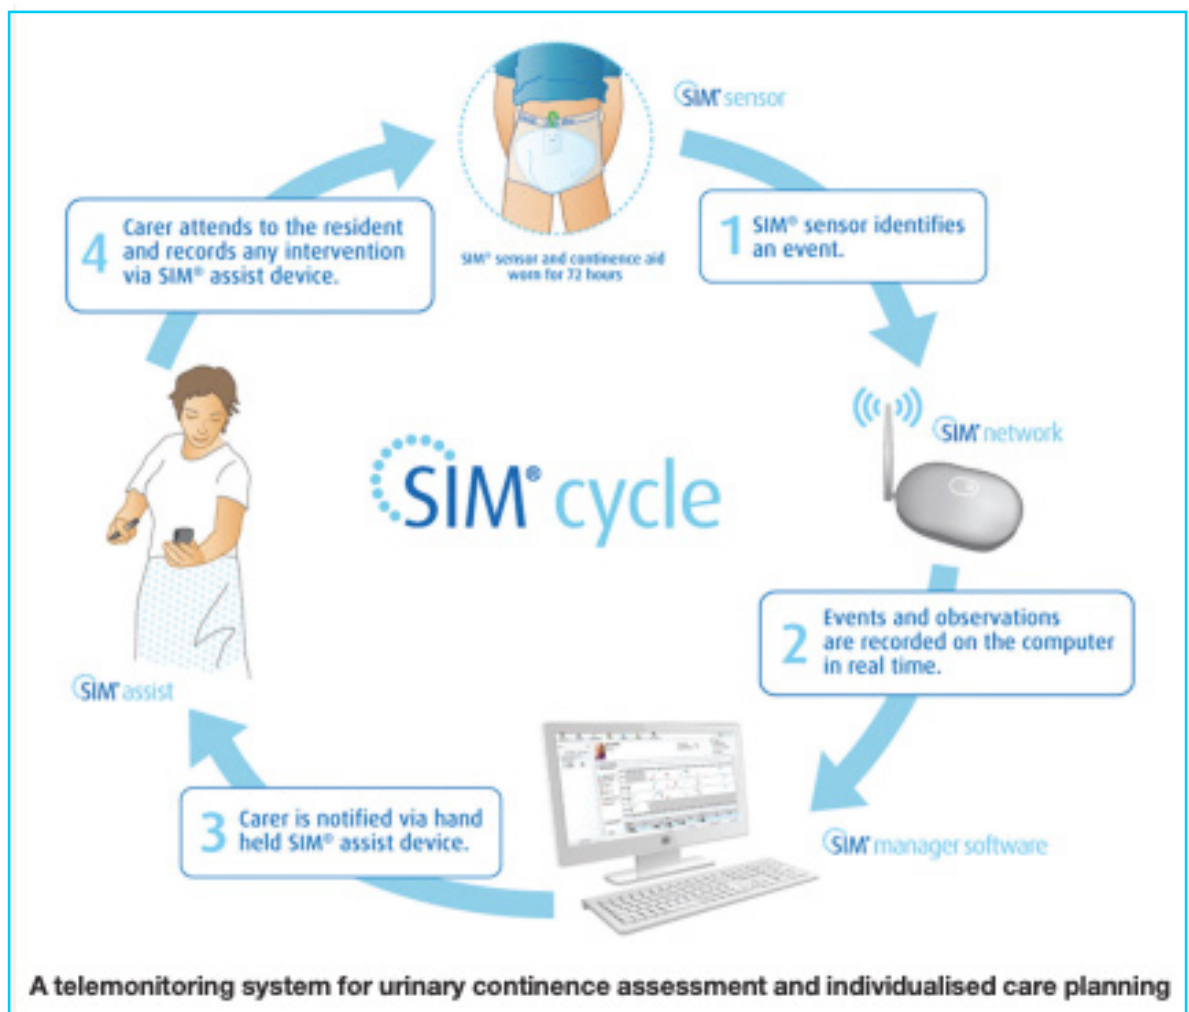 SIM® sensor
SIM® sensor and continence aid
worn for 72 hours
1
SIM® sensor identifies
an event.
SIM® network
2
Events and observations
are recorded on the computer
in real time.
SIM® manager software
3
Carer is notified via hand
held SIM® assist device.
SIM® assist
4
Carer attends to the resident
and records any intervention
via SIM® assist device.
SIM® cycle
A telemonitoring system for urinary continence assessment and individualised care planning